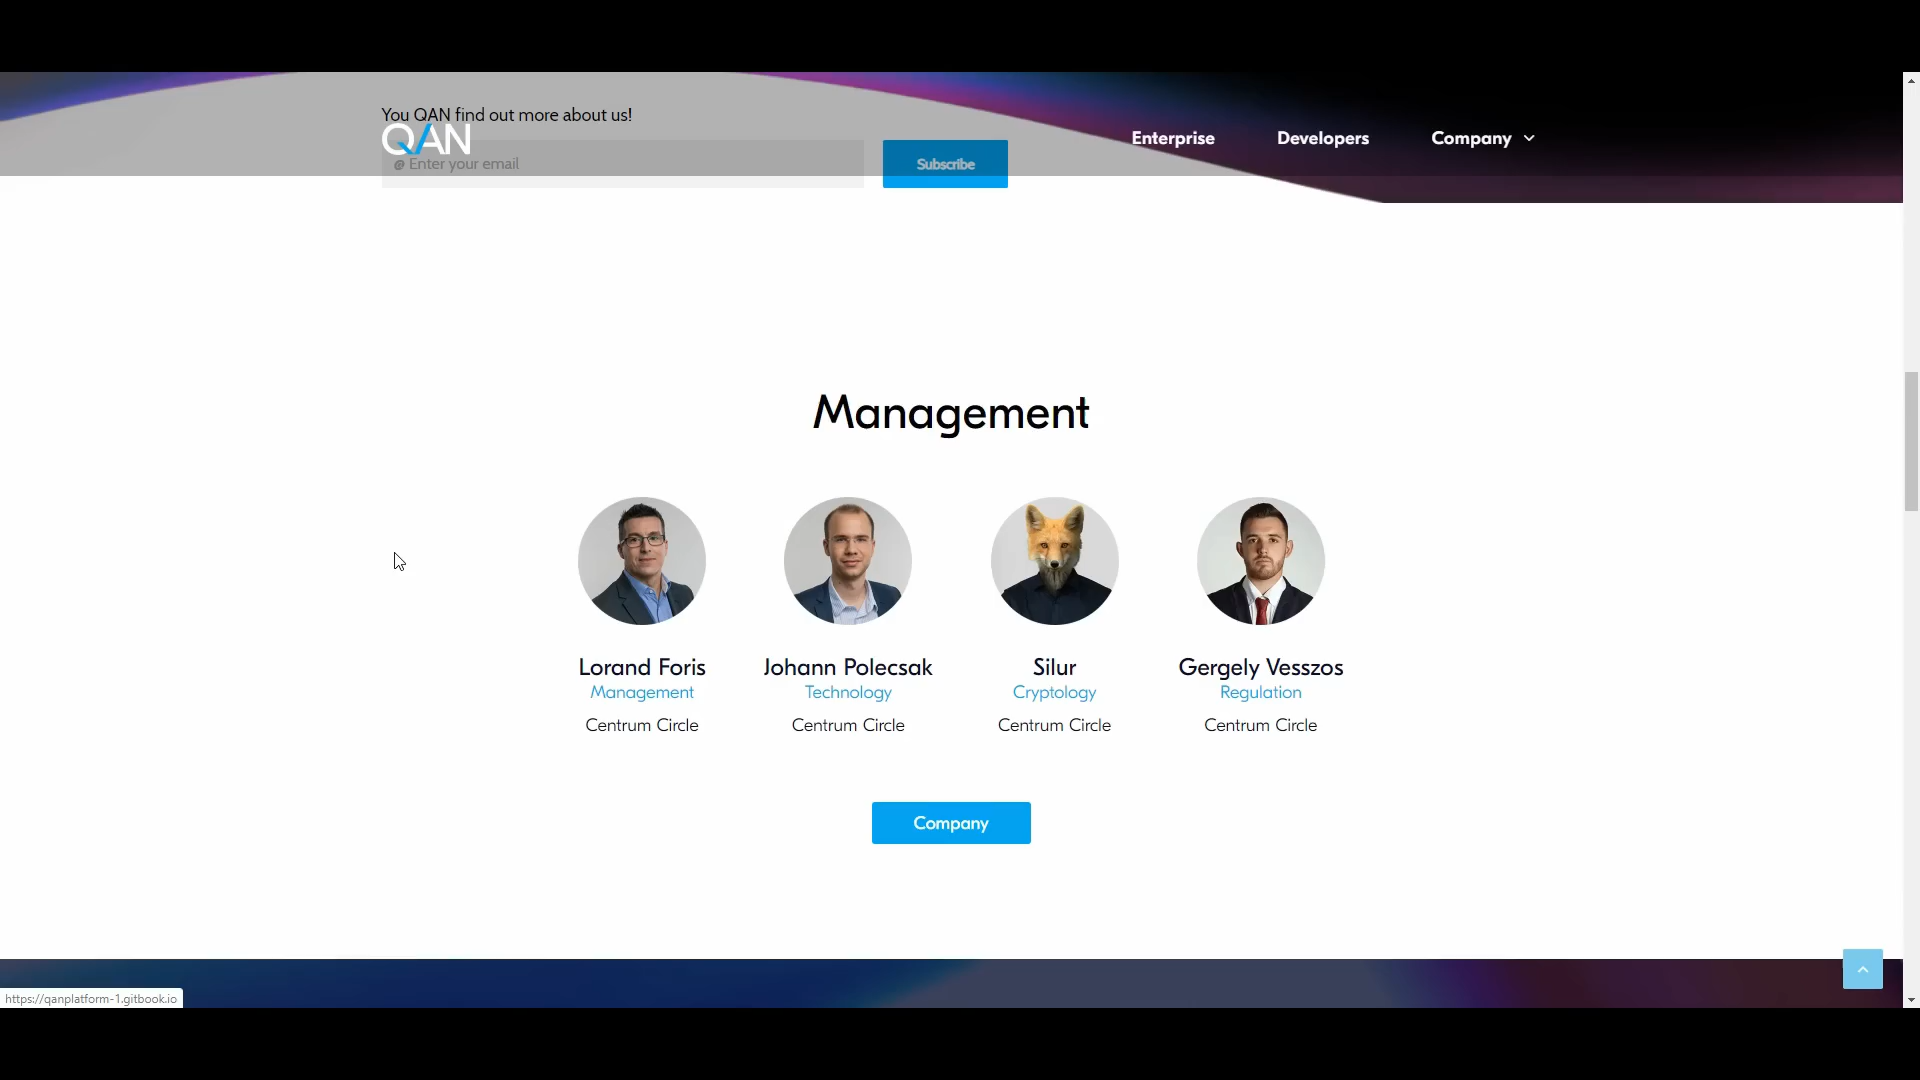 You QAN find out more about us!
QAN
Enterprise
Developers
Company
@ Enter your email
Subscribe
Management
Lorand Foris
Management
Centrum Circle
Johann Polecsak
Technology
Centrum Circle
Silur
Cryptology
Centrum Circle
Gergely Vesszos
Regulation
Centrum Circle
Company
https://qanplatform-1.gitbook.io